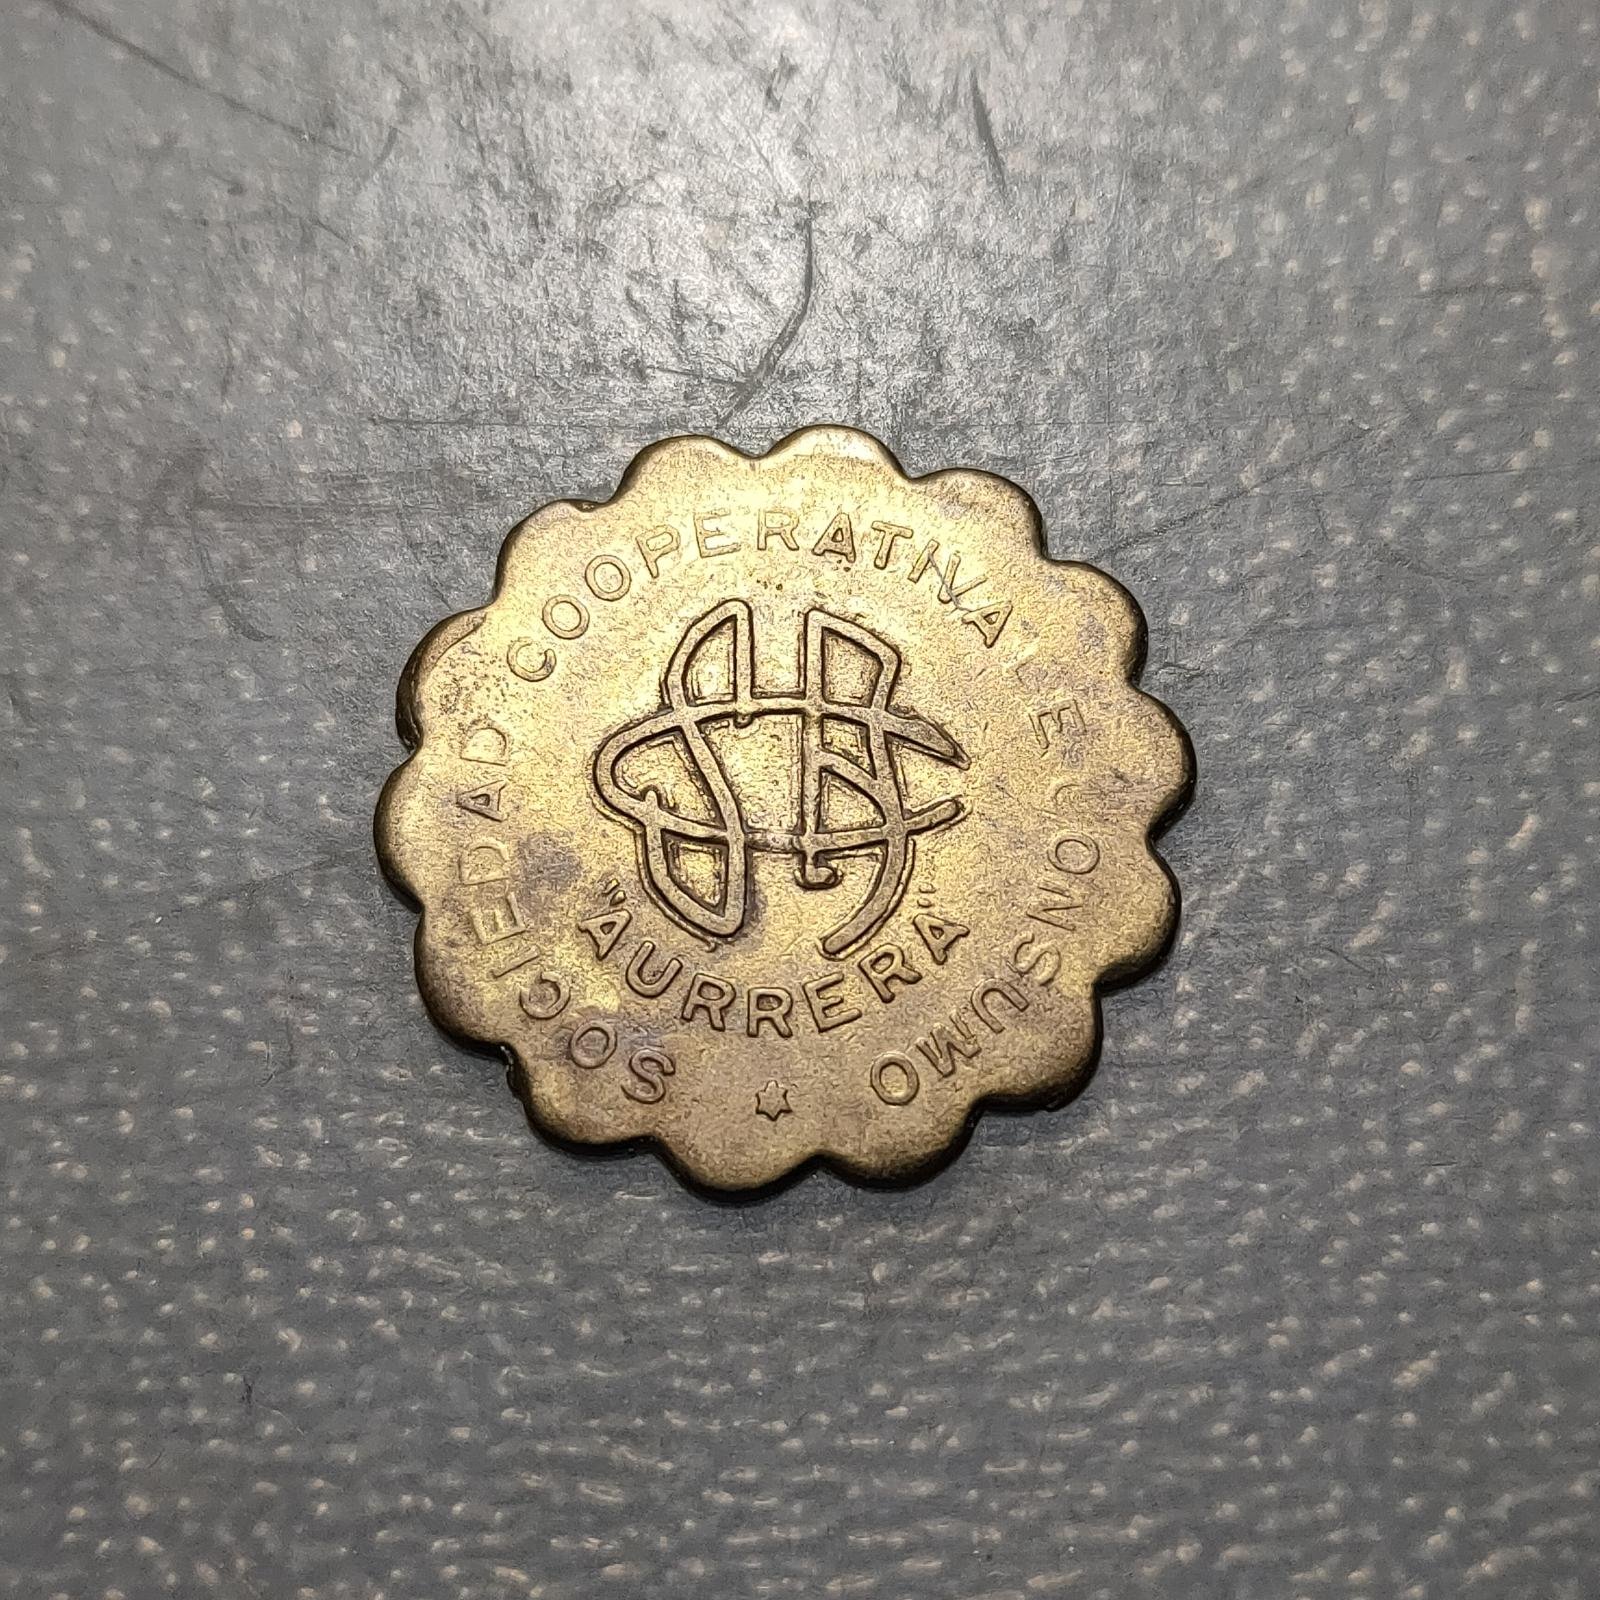 SOCIEDAD COOPERATIVA DE CONSUMO
"AURRERA"